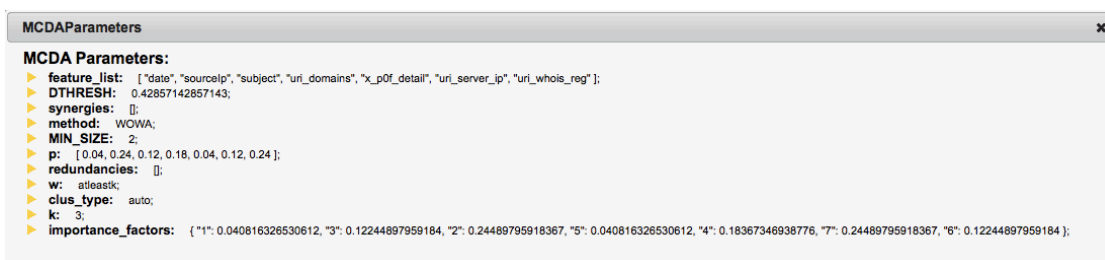 MCDAParameters
MCDA Parameters:
feature_list: [ "date", "sourceIp", "subject", "uri_domains", "x_p0f_detail", "uri_server_ip", "uri_whois_reg" ];
DTHRESH: 0.42857142857143;
synergies: [];
method: WOWA;
MIN_SIZE: 2;
p: [ 0.04, 0.24, 0.12, 0.18, 0.04, 0.12, 0.24 ];
redundancies: [];
w: atleastk;
clus_type: auto;
k: 3;
importance_factors: { "1": 0.040816326530612, "3": 0.12244897959184, "2": 0.24489795918367, "5": 0.040816326530612, "4": 0.18367346938776, "7": 0.24489795918367, "6": 0.12244897959184 };